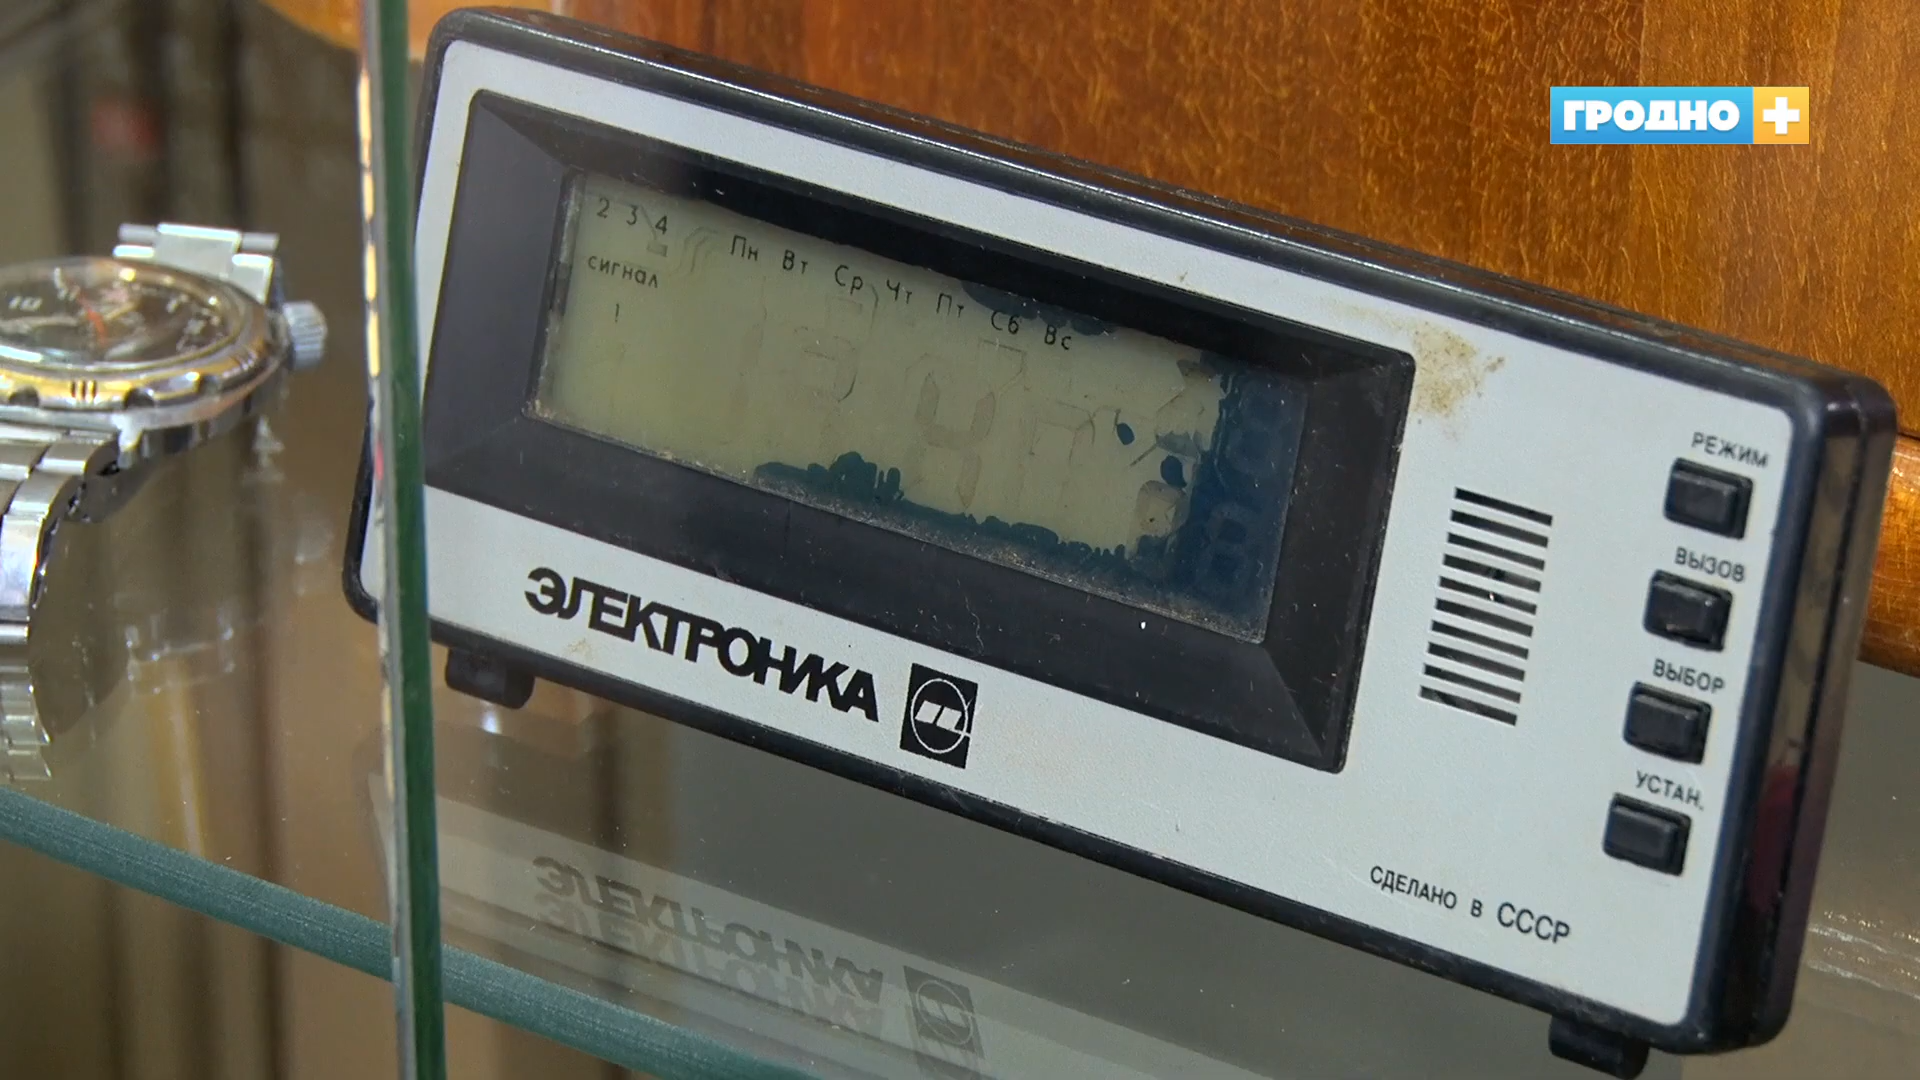 ГРОДНО +
2 3 4
Пн Вт Ср Чт Пт Сб Вс
сигнал
1
РЕЖИМ
ВЫЗОВ
ВЫБОР
УСТАН.
ЭЛЕКТРОНИКА
СДЕЛАНО В СССР